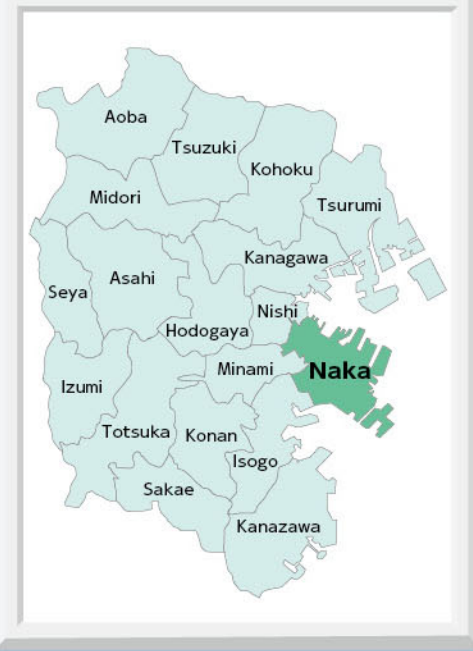 Aoba
Tsuzuki
Kohoku
Midori
Tsurumi
Kanagawa
Asahi
Seya
Nishi
Hodogaya
Minami
Naka
Izumi
Totsuka
Konan
Isogo
Sakae
Kanazawa